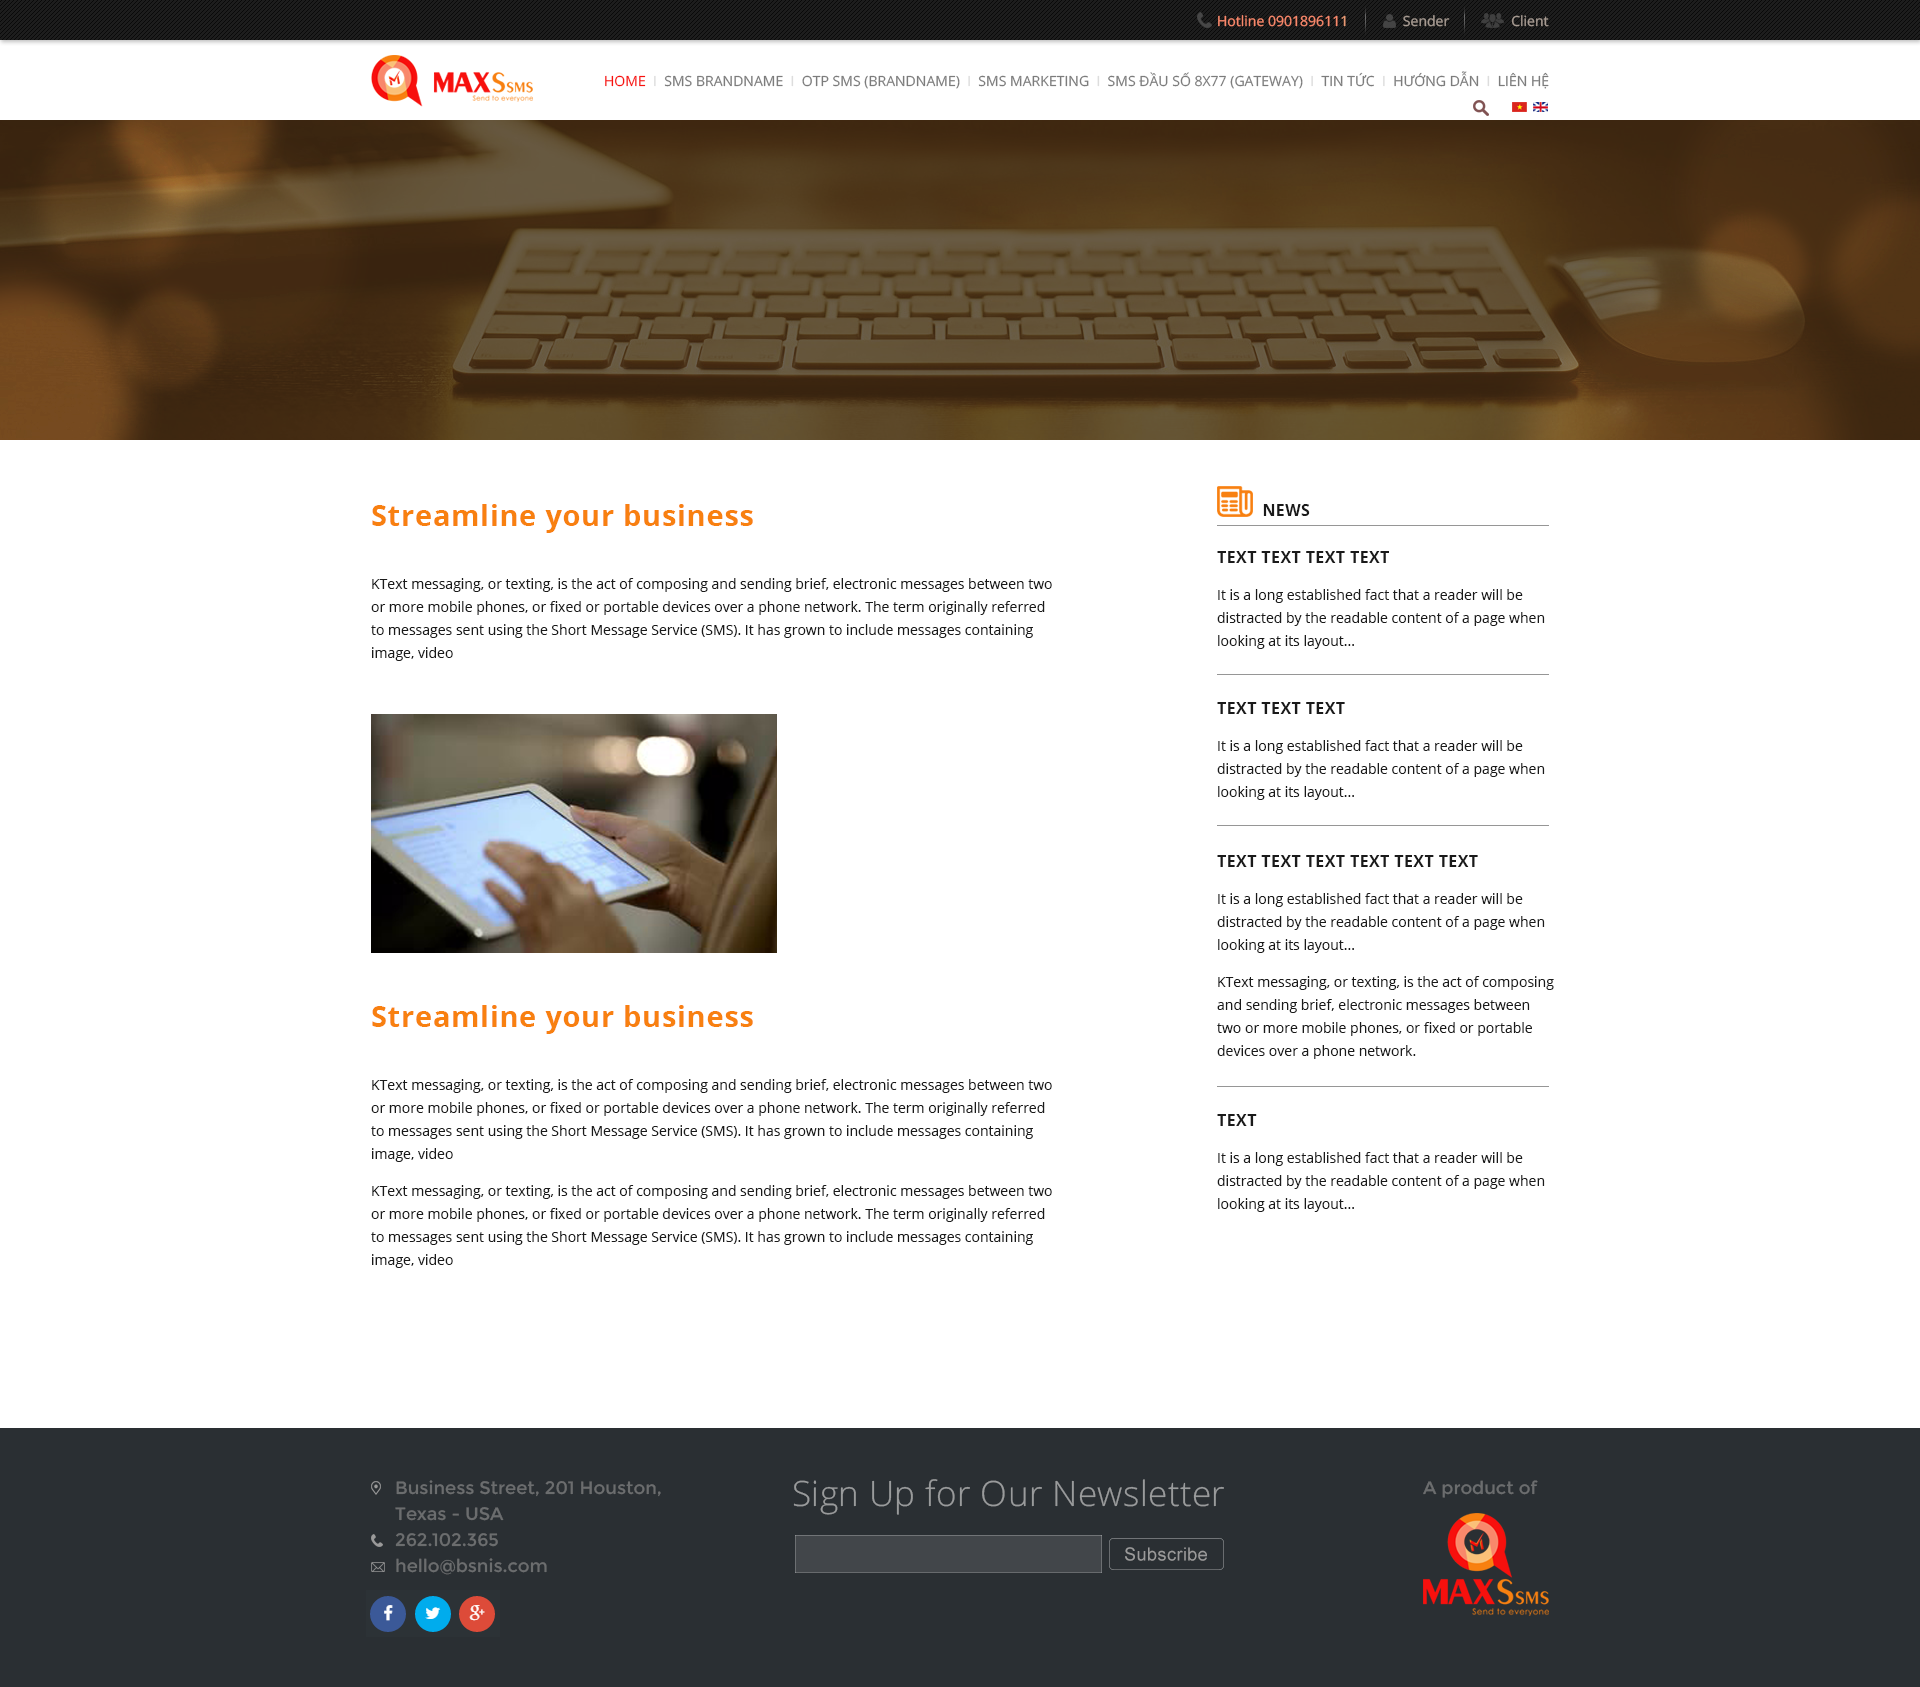 Hotline 0901896111
Sender
Client
MAXSsms
Send to everyone
HOME
SMS BRANDNAME
OTP SMS (BRANDNAME)
SMS MARKETING
SMS ĐẦU SỐ 8X77 (GATEWAY)
TIN TỨC
HƯỚNG DẪN
LIÊN HỆ
Streamline your business
KText messaging, or texting, is the act of composing and sending brief, electronic messages between two
or more mobile phones, or fixed or portable devices over a phone network. The term originally referred
to messages sent using the Short Message Service (SMS). It has grown to include messages containing
image, video
Streamline your business
KText messaging, or texting, is the act of composing and sending brief, electronic messages between two
or more mobile phones, or fixed or portable devices over a phone network. The term originally referred
to messages sent using the Short Message Service (SMS). It has grown to include messages containing
image, video
KText messaging, or texting, is the act of composing and sending brief, electronic messages between two
or more mobile phones, or fixed or portable devices over a phone network. The term originally referred
to messages sent using the Short Message Service (SMS). It has grown to include messages containing
image, video
NEWS
TEXT TEXT TEXT TEXT
It is a long established fact that a reader will be
distracted by the readable content of a page when
looking at its layout...
TEXT TEXT TEXT
It is a long established fact that a reader will be
distracted by the readable content of a page when
looking at its layout...
TEXT TEXT TEXT TEXT TEXT TEXT
It is a long established fact that a reader will be
distracted by the readable content of a page when
looking at its layout...
KText messaging, or texting, is the act of composing
and sending brief, electronic messages between
two or more mobile phones, or fixed or portable
devices over a phone network.
TEXT
It is a long established fact that a reader will be
distracted by the readable content of a page when
looking at its layout...
Business Street, 201 Houston,
Texas - USA
262.102.365
hello@bsnis.com
Sign Up for Our Newsletter
Subscribe
A product of
MAXSsms
Send to everyone